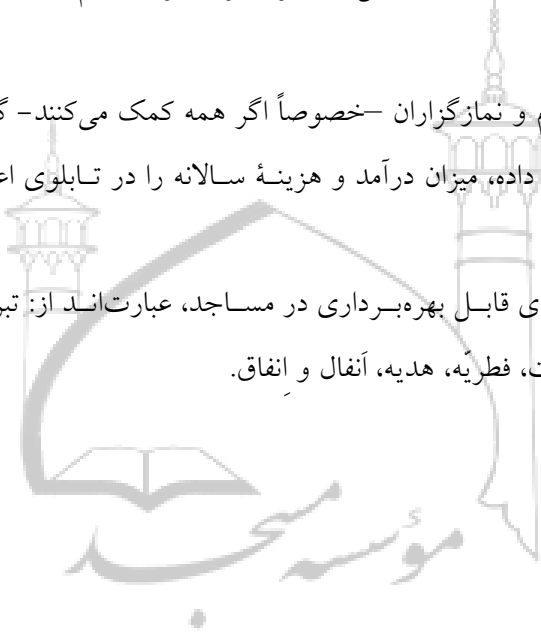 م و نمازگزاران –خصوصاً اگر همه کمک می‌کنند– گ
داده، میزان درآمد و هزینـۀ سـالانه را در تـابلوی اع
ی قابـل بهره‌بـرداری در مسـاجد، عبارت‌انـد از: تبر
ت، فطریّه، هدیه، اَنفال و اِنفاق.
مؤسسه مسجد